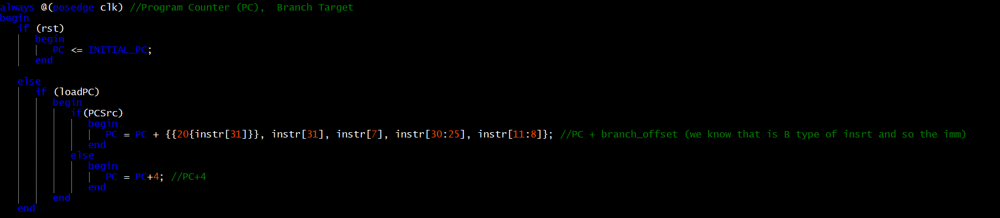 always @(posedge clk) //Program Counter (PC),  Branch Target
begin
if (rst)
begin
PC <= INITIAL_PC;
end
else
if (loadPC)
begin
if(PCSrc)
begin
PC = PC + {{20{instr[31]}}, instr[31], instr[7], instr[30:25], instr[11:8]}; //PC + branch_offset (we know that is B type of insrt and so the imm)
end
else
begin
PC = PC+4; //PC+4
end
end
end